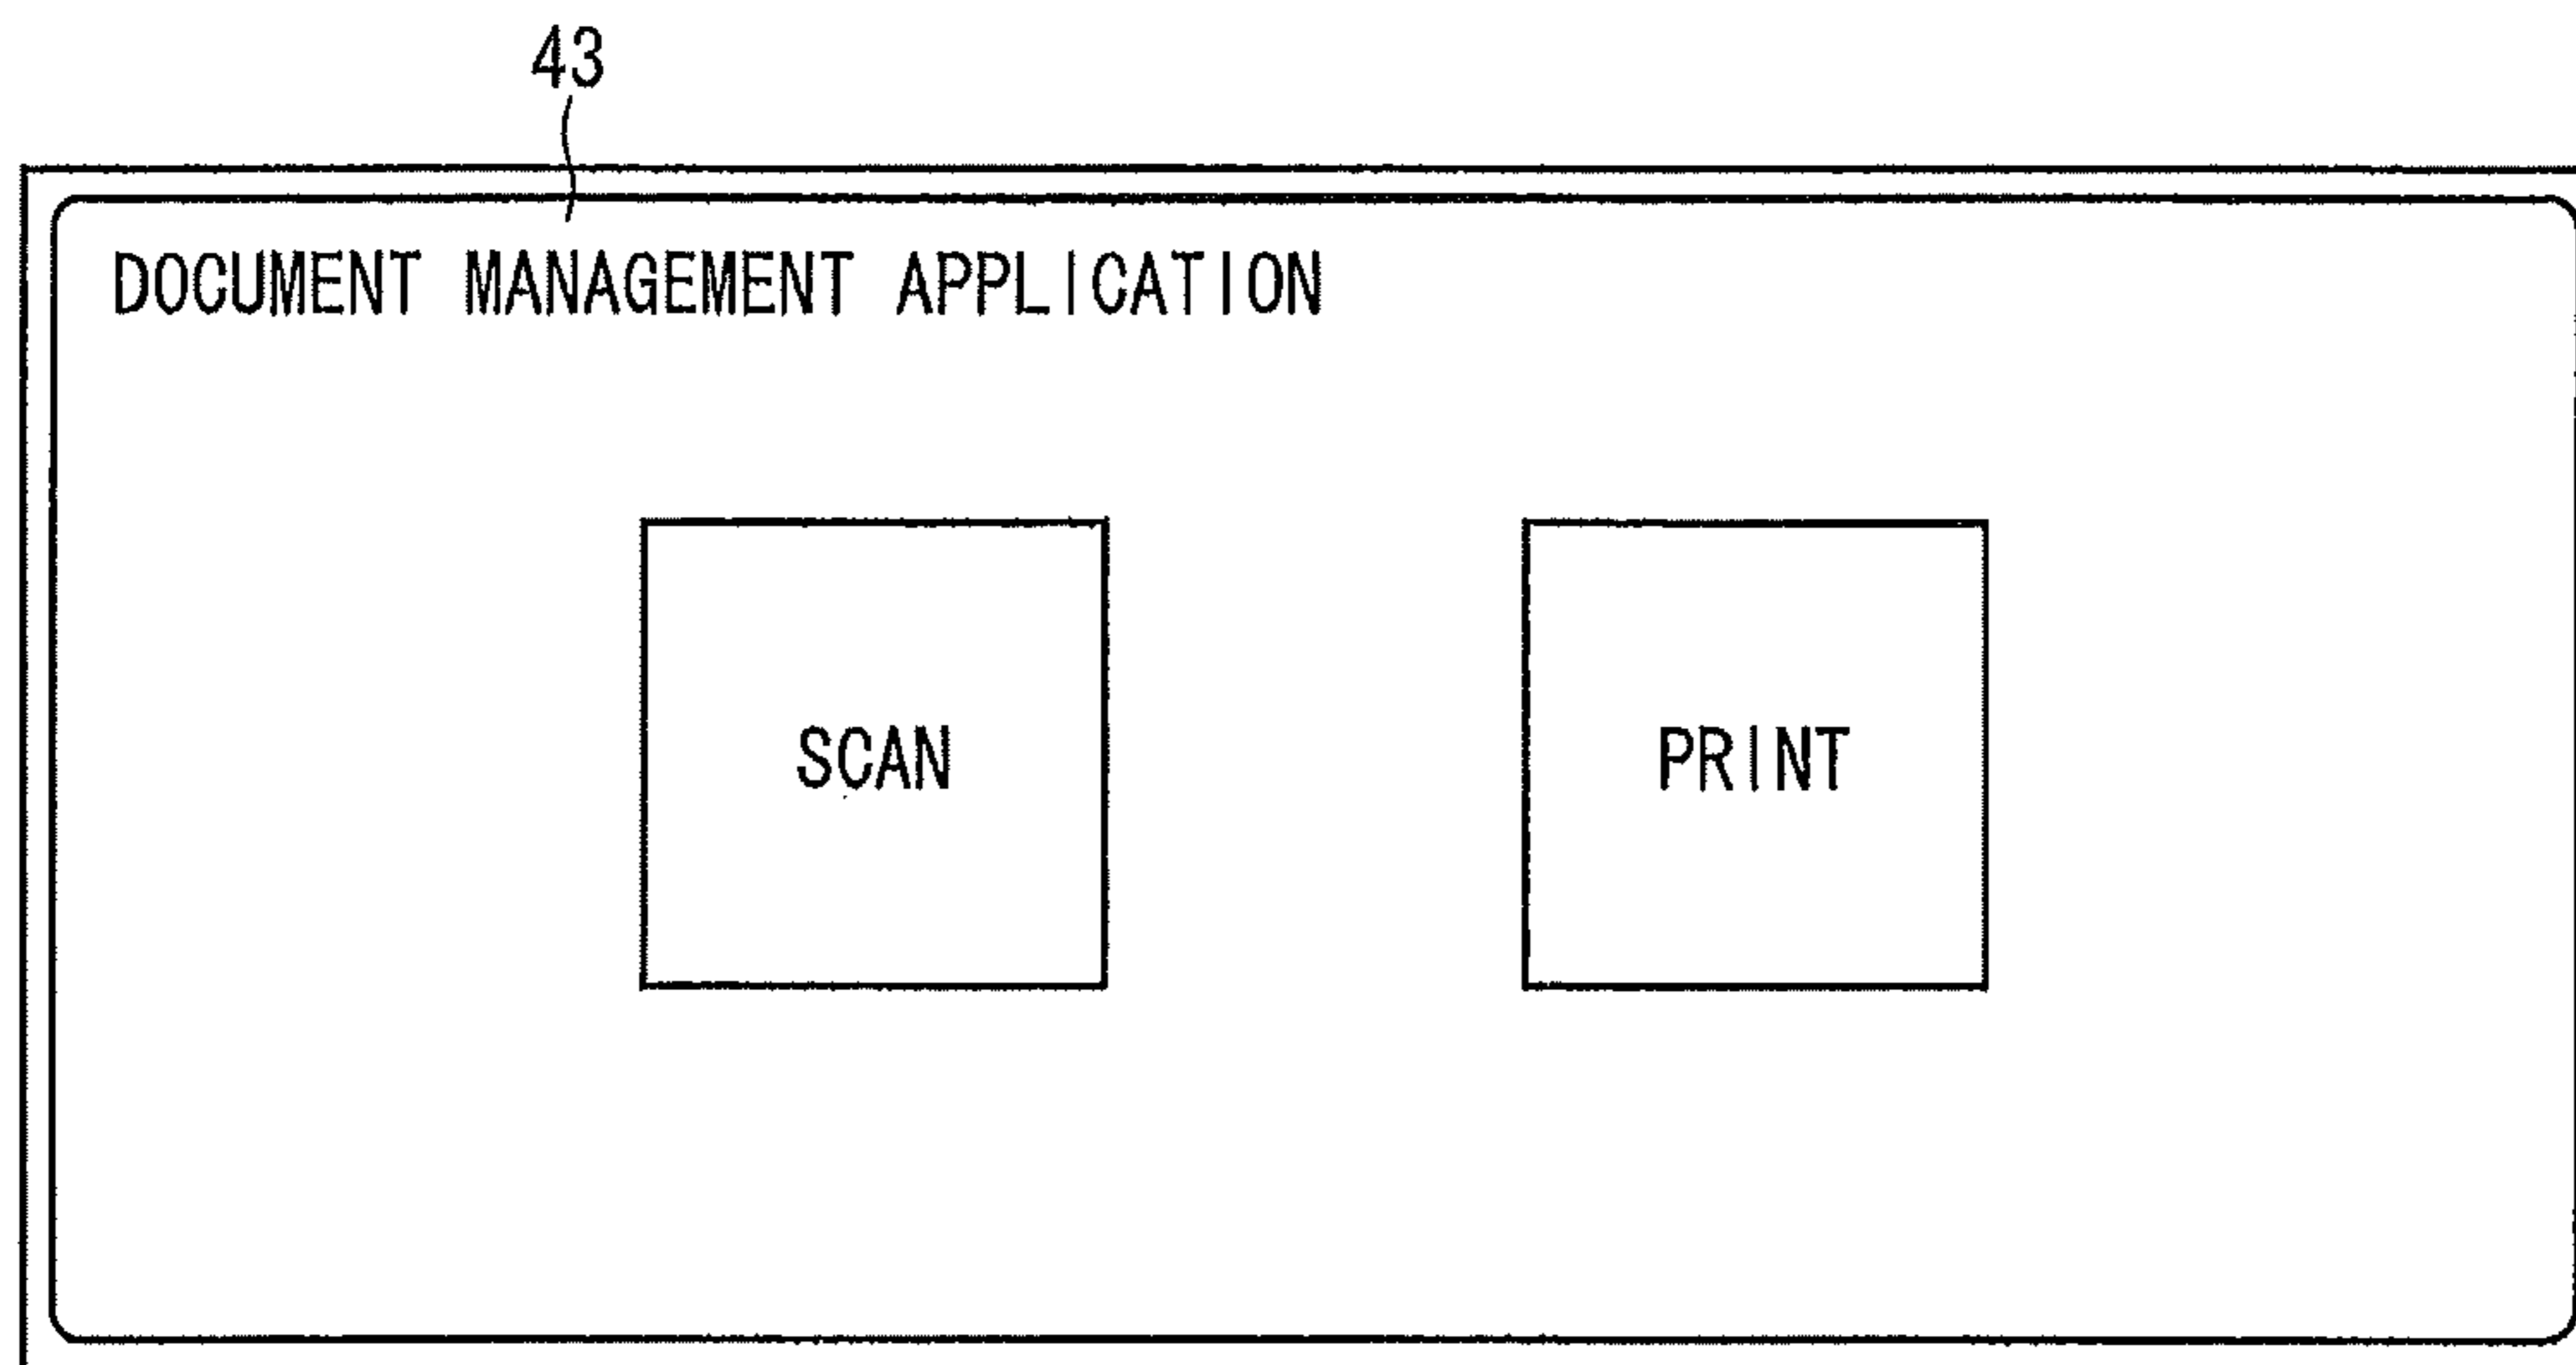 43
DOCUMENT MANAGEMENT APPLICATION
SCAN
PRINT